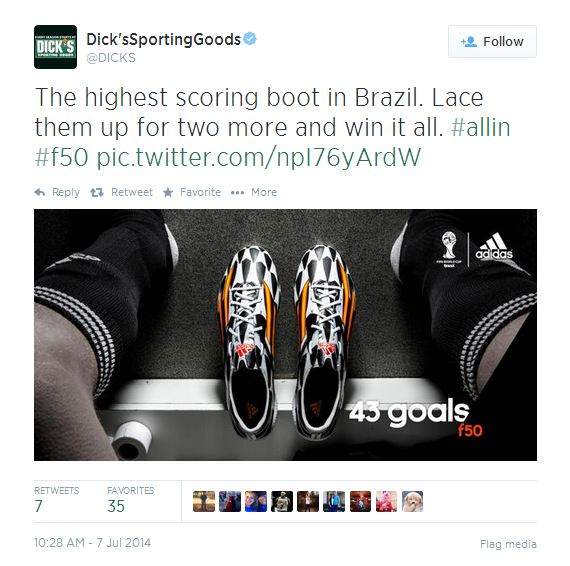 EVERY SEASON STARTS AT
DICK'S
SPORTING GOODS
Dick'sSportingGoods
@DICKS
Follow
The highest scoring boot in Brazil. Lace
them up for two more and win it all. #allin
#f50 pic.twitter.com/npI76yArdW
Reply Retweet Favorite More
FIFA WORLD CUP
Brasil
adidas
43 goals
f50
RETWEETS FAVORITES
7 35
10:28 AM - 7 Jul 2014 Flag media